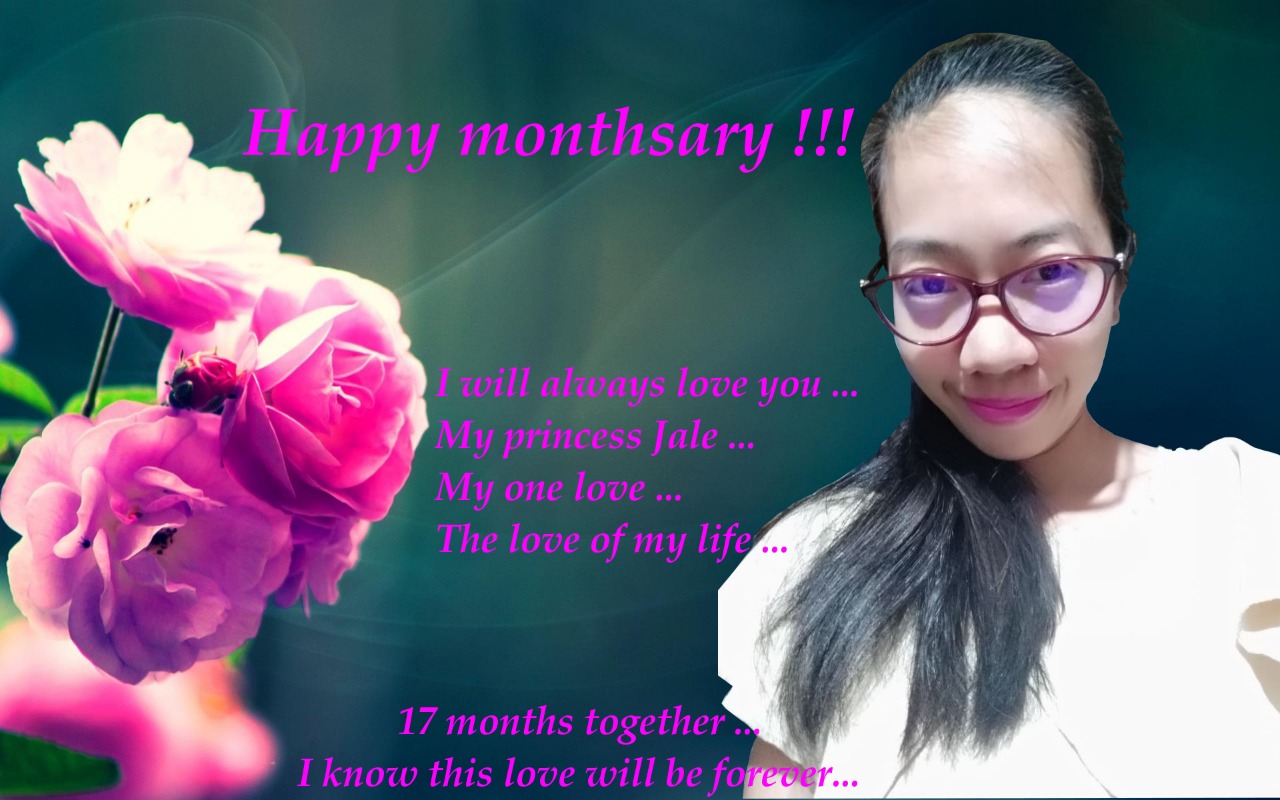 Happy monthsary !!!
I will always love you ...
My princess Jale ...
My one love ...
The love of my life ...
17 months together ...
I know this love will be forever...